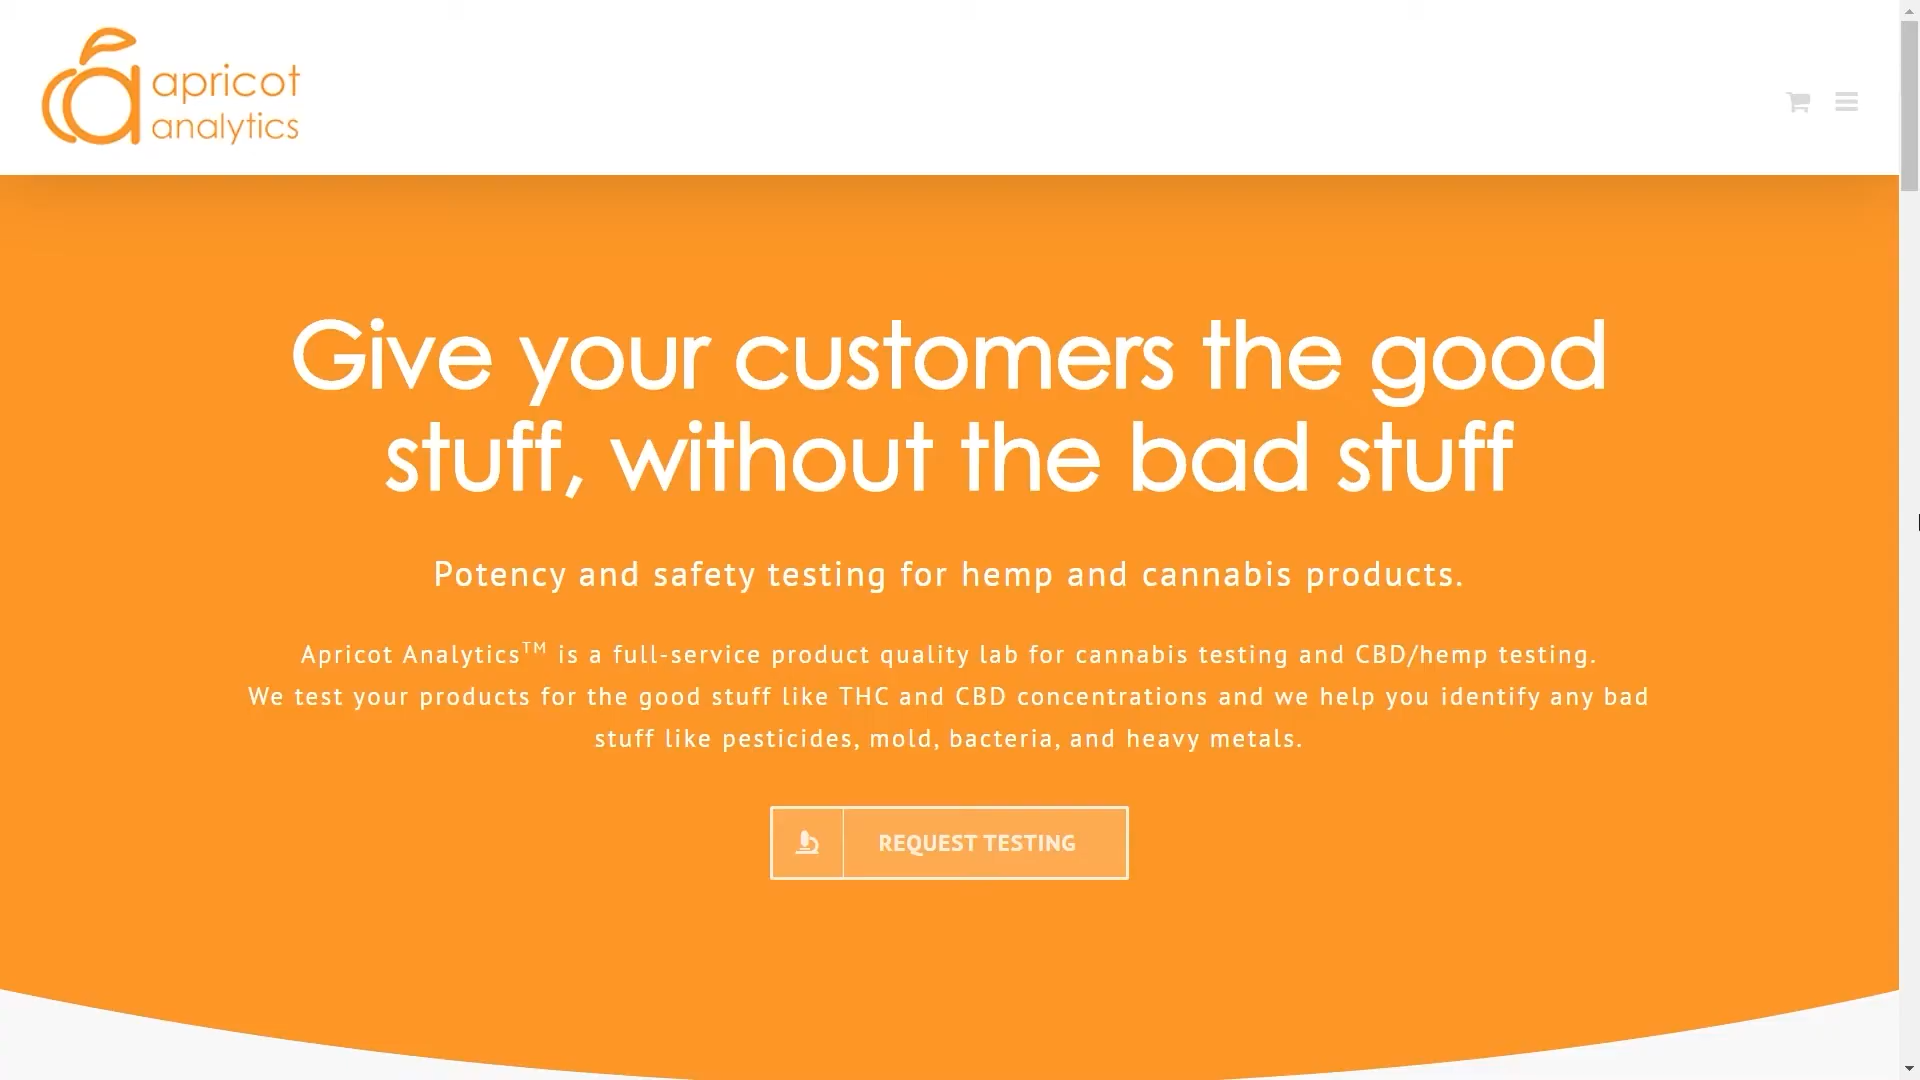 apricot
analytics
Give your customers the good
stuff, without the bad stuff
Potency and safety testing for hemp and cannabis products.
Apricot Analytics™ is a full-service product quality lab for cannabis testing and CBD/hemp testing.
We test your products for the good stuff like THC and CBD concentrations and we help you identify any bad
stuff like pesticides, mold, bacteria, and heavy metals.
REQUEST TESTING